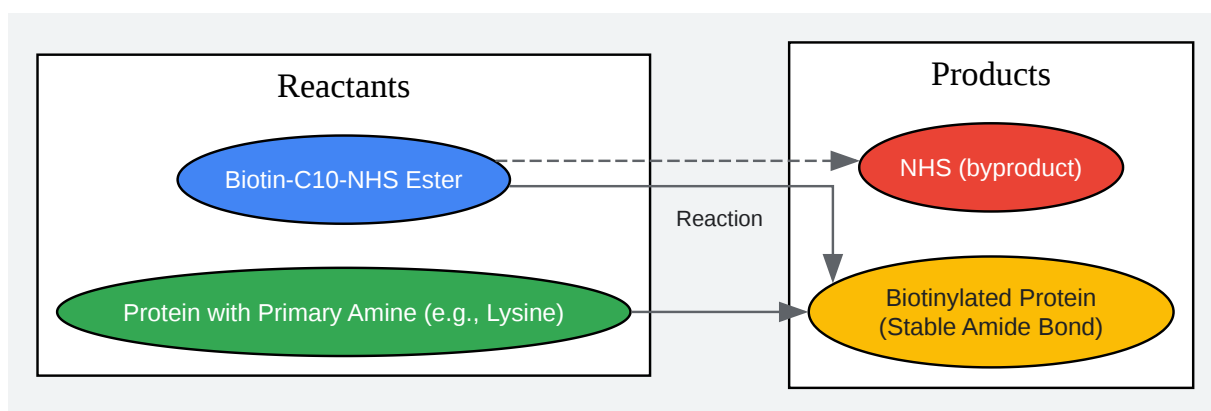 Reactants
Products
Biotin-C10-NHS Ester
NHS (byproduct)
Reaction
Protein with Primary Amine (e.g., Lysine)
Biotinylated Protein
(Stable Amide Bond)